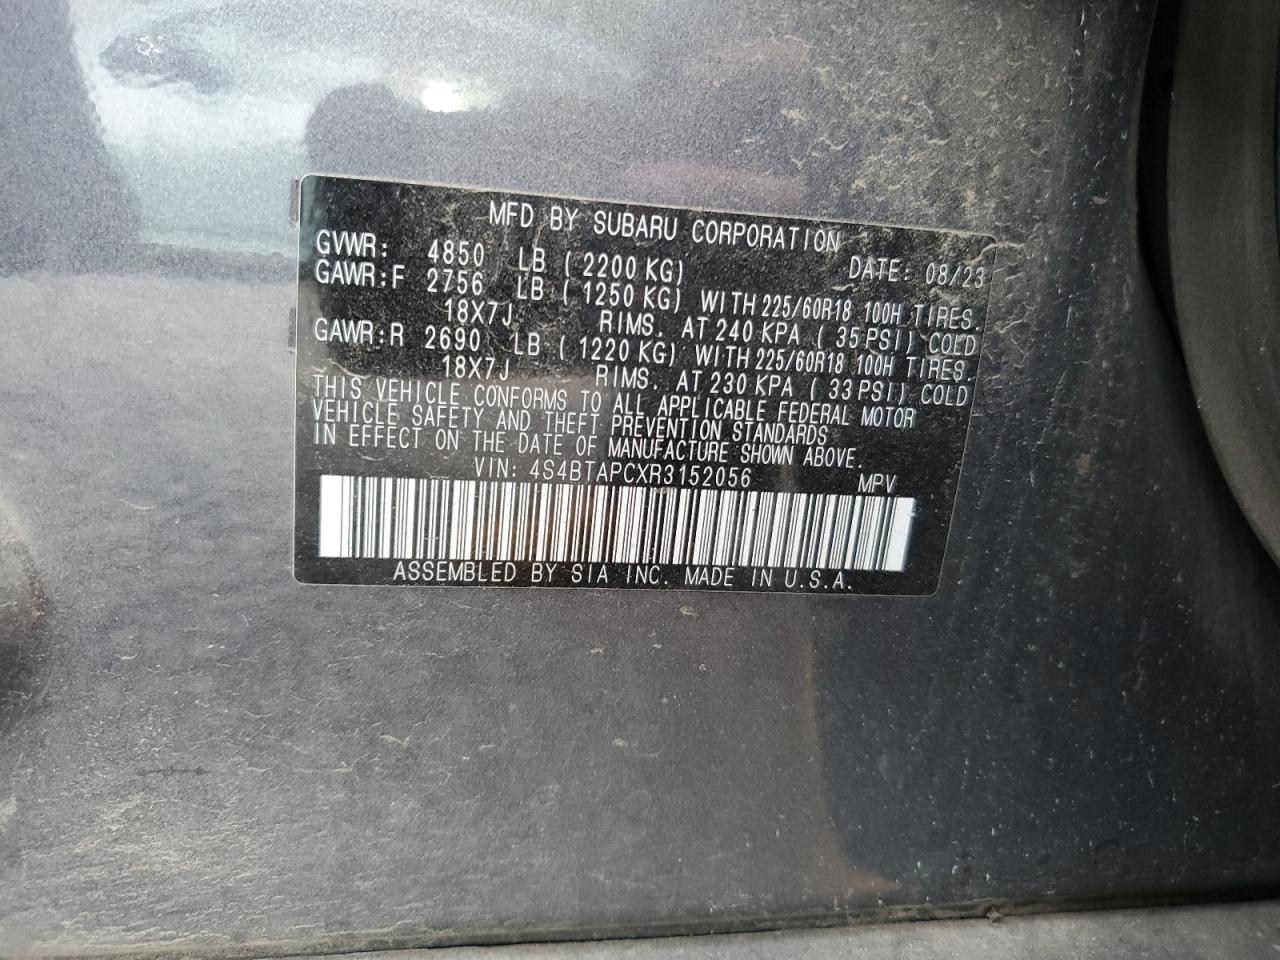 MFD BY SUBARU CORPORATION
GVWR: 4850 LB ( 2200 KG) DATE: 08/23
GAWR:F 2756 LB ( 1250 KG) WITH 225/60R18 100H TIRES.
18X7J RIMS. AT 240 KPA ( 35 PSI) COLD
GAWR:R 2690 LB ( 1220 KG) WITH 225/60R18 100H TIRES.
18X7J RIMS. AT 230 KPA ( 33 PSI) COLD
THIS VEHICLE CONFORMS TO ALL APPLICABLE FEDERAL MOTOR
VEHICLE SAFETY AND THEFT PREVENTION STANDARDS
IN EFFECT ON THE DATE OF MANUFACTURE SHOWN ABOVE.
VIN: 4S4BTAPCXR3152056 MPV
ASSEMBLED BY SIA INC. MADE IN U.S.A.